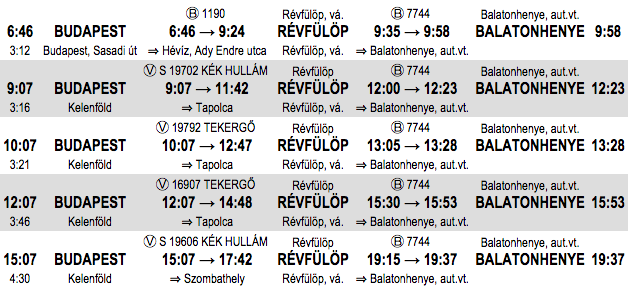 Ⓑ 1190 Révfülöp, vá. Ⓑ 7744 Balatonhenye, aut.vt.
6:46 BUDAPEST 6:46 → 9:24 RÉVFÜLÖP 9:35 → 9:58 BALATONHENYE 9:58
3:12 Budapest, Sasadi út ⇒ Hévíz, Ady Endre utca Révfülöp, vá. ⇒ Balatonhenye, aut.vt.
Ⓥ S 19702 KÉK HULLÁM Révfülöp Ⓑ 7744 Balatonhenye, aut.vt.
9:07 BUDAPEST 9:07 → 11:42 RÉVFÜLÖP 12:00 → 12:23 BALATONHENYE 12:23
3:16 Kelenföld ⇒ Tapolca Révfülöp, vá. ⇒ Balatonhenye, aut.vt.
Ⓥ 19792 TEKERGŐ Révfülöp Ⓑ 7744 Balatonhenye, aut.vt.
10:07 BUDAPEST 10:07 → 12:47 RÉVFÜLÖP 13:05 → 13:28 BALATONHENYE 13:28
3:21 Kelenföld ⇒ Tapolca Révfülöp, vá. ⇒ Balatonhenye, aut.vt.
Ⓥ 16907 TEKERGŐ Révfülöp Ⓑ 7744 Balatonhenye, aut.vt.
12:07 BUDAPEST 12:07 → 14:48 RÉVFÜLÖP 15:30 → 15:53 BALATONHENYE 15:53
3:46 Kelenföld ⇒ Tapolca Révfülöp, vá. ⇒ Balatonhenye, aut.vt.
Ⓥ S 19606 KÉK HULLÁM Révfülöp Ⓑ 7744 Balatonhenye, aut.vt.
15:07 BUDAPEST 15:07 → 17:42 RÉVFÜLÖP 19:15 → 19:37 BALATONHENYE 19:37
4:30 Kelenföld ⇒ Szombathely Révfülöp, vá. ⇒ Balatonhenye, aut.vt.